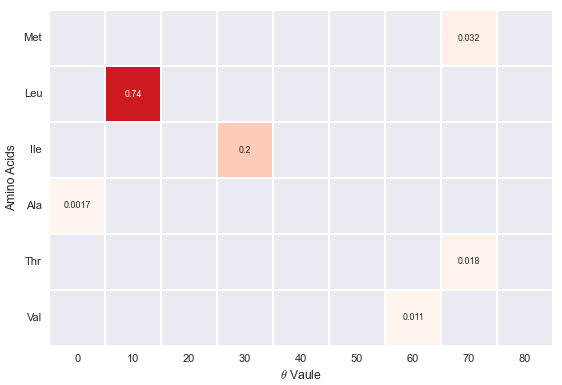 Met
0.032
Leu
0.74
Ile
0.2
Amino Acids
Ala
0.0017
Thr
0.018
Val
0.011
0 10 20 30 40 50 60 70 80
θ Vaule